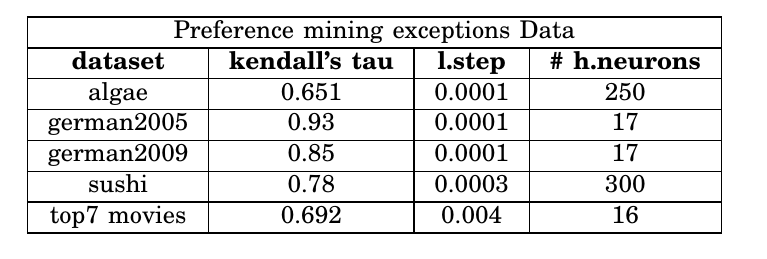 Preference mining exceptions Data
dataset kendall's tau l.step # h.neurons
algae 0.651 0.0001 250
german2005 0.93 0.0001 17
german2009 0.85 0.0001 17
sushi 0.78 0.0003 300
top7 movies 0.692 0.004 16